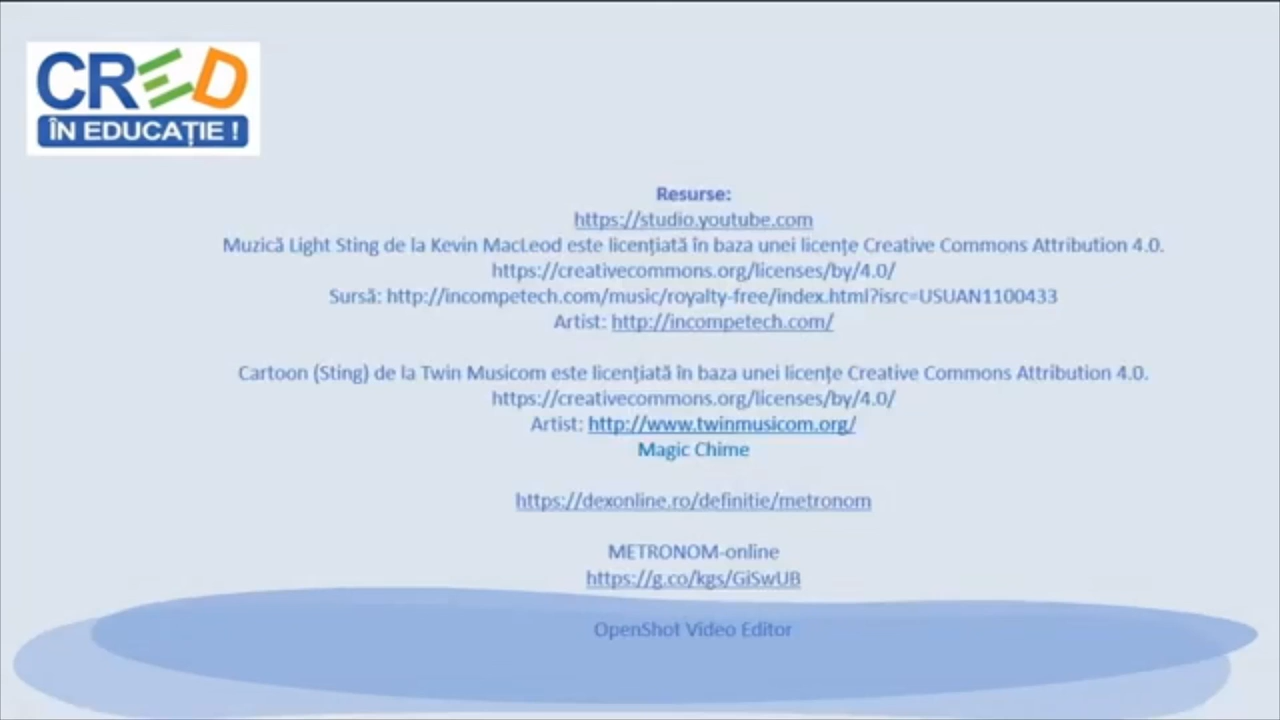 CRED
ÎN EDUCAȚIE !
Resurse:
https://studio.youtube.com
Muzică Light Sting de la Kevin MacLeod este licențiată în baza unei licențe Creative Commons Attribution 4.0.
https://creativecommons.org/licenses/by/4.0/
Sursă: http://incompetech.com/music/royalty-free/index.html?isrc=USUAN1100433
Artist: http://incompetech.com/
Cartoon (Sting) de la Twin Musicom este licențiată în baza unei licențe Creative Commons Attribution 4.0.
https://creativecommons.org/licenses/by/4.0/
Artist: http://www.twinmusicom.org/
Magic Chime
https://dexonline.ro/definitie/metronom
METRONOM-online
https://g.co/kgs/GiSwUB
OpenShot Video Editor